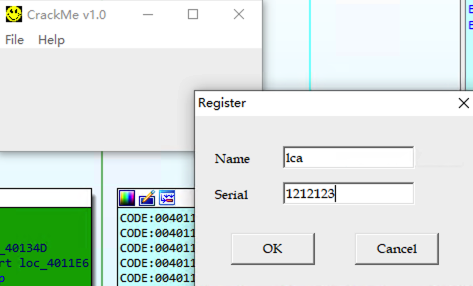 CrackMe v1.0
File Help
Register
Name lca
Serial 1212123
OK Cancel
_40134D
rt loc_4011E6
CODE:004011
CODE:004011
CODE:004011
CODE:004011
CODE:004011